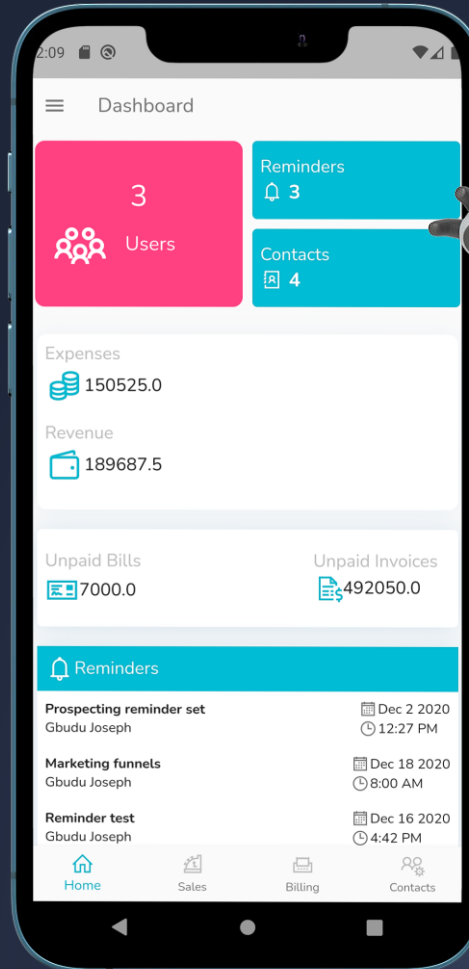 2:09
Dashboard
3
Users
Reminders
3
Contacts
4
Expenses
150525.0
Revenue
189687.5
Unpaid Bills
7000.0
Unpaid Invoices
492050.0
Reminders
Prospecting reminder set
Dec 2 2020
Gbudu Joseph
12:27 PM
Marketing funnels
Dec 18 2020
Gbudu Joseph
8:00 AM
Reminder test
Dec 16 2020
Gbudu Joseph
4:42 PM
Home
Sales
Billing
Contacts